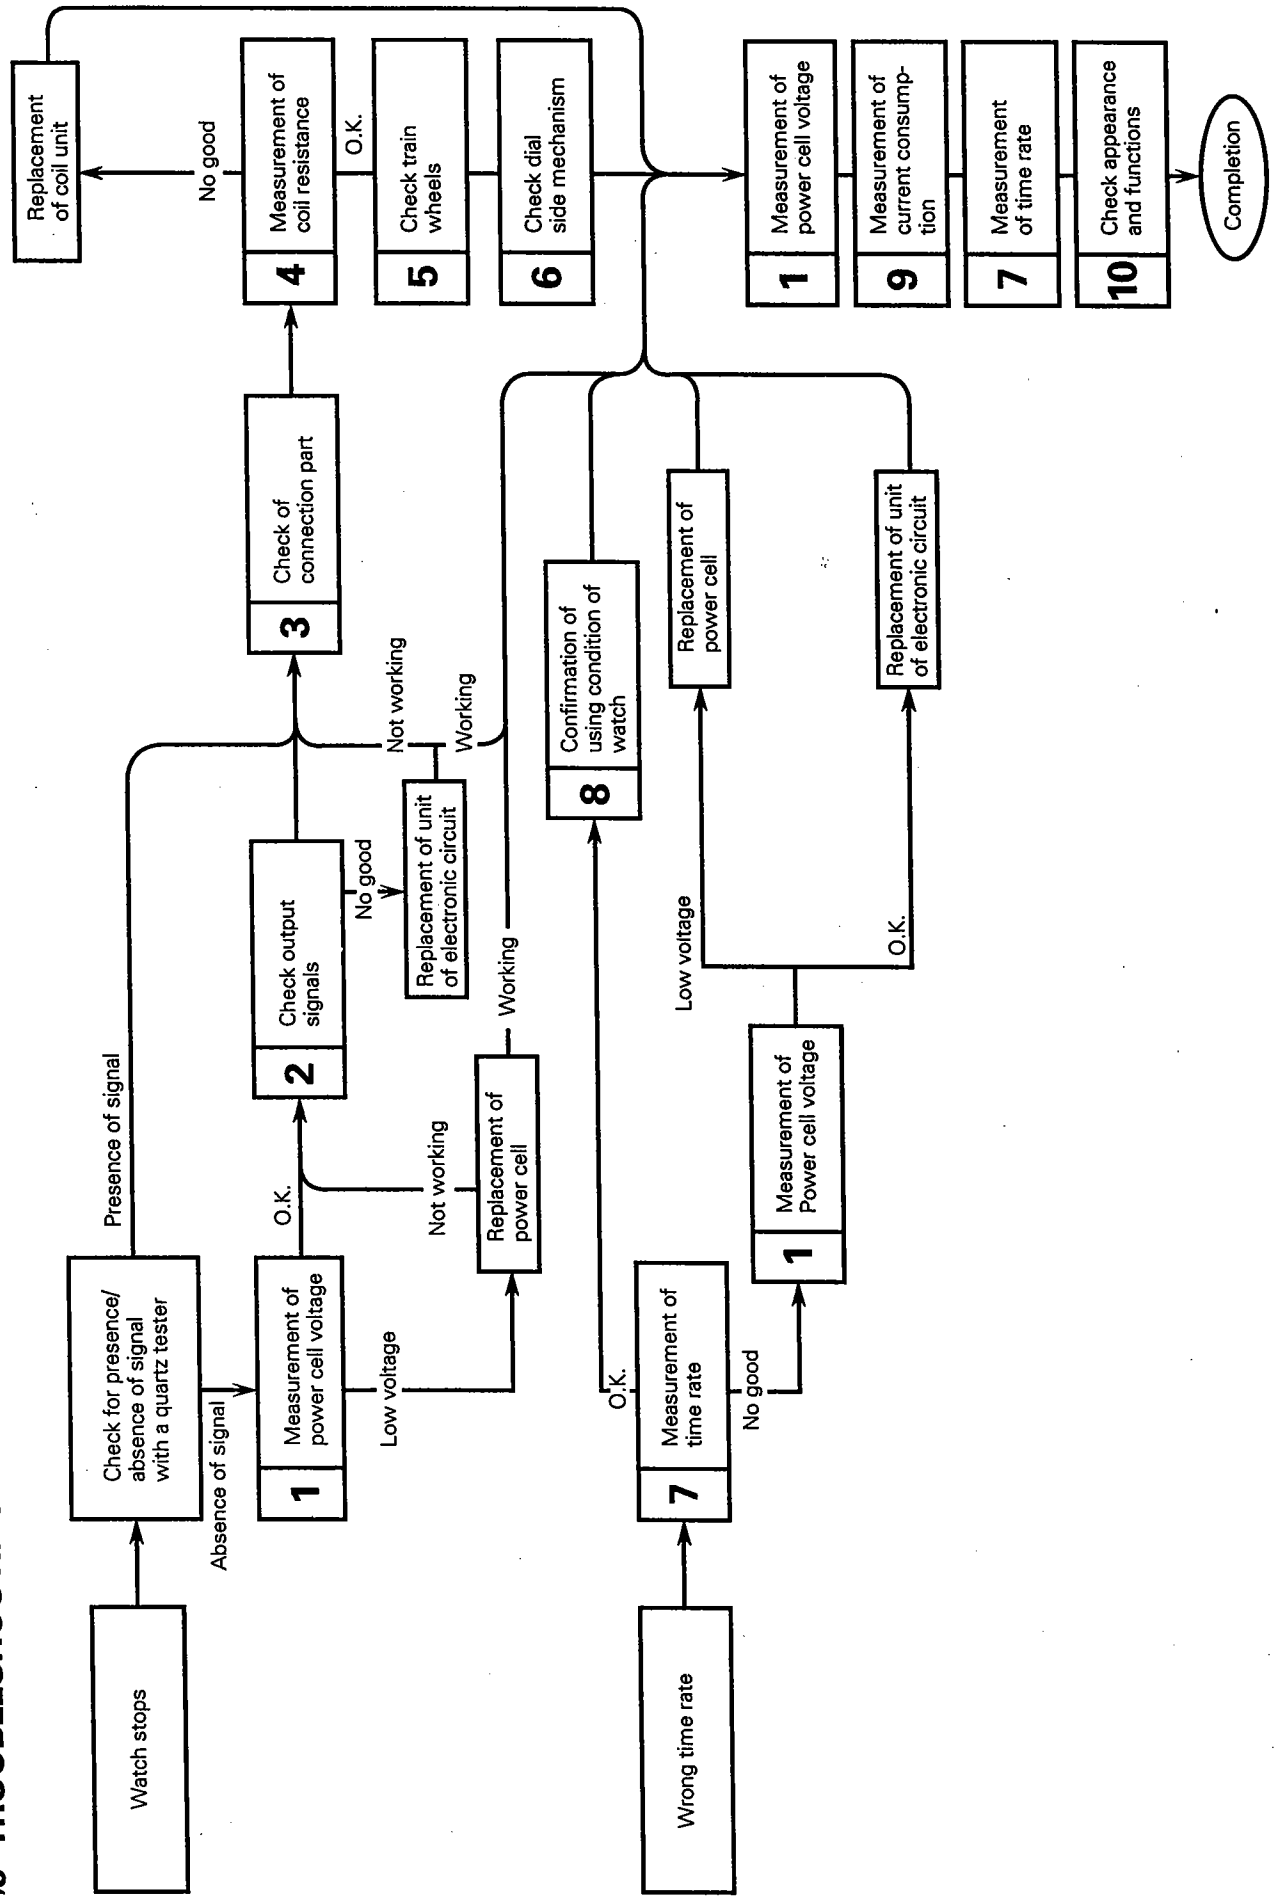 Watch stops
Check for presence/
absence of signal
with a quartz tester
Presence of signal
Absence of signal
1
Measurement of
power cell voltage
O.K.
Low voltage
Replacement of
power cell
Not working
Working
2
Check output
signals
No good
Replacement of unit
of electronic circuit
Not working
Working
3
Check of
connection part
4
Measurement of
coil resistance
No good
Replacement
of coil unit
O.K.
5
Check train
wheels
6
Check dial
side mechanism
Wrong time rate
7
Measurement of
time rate
O.K.
No good
8
Confirmation of
using condition of
watch
1
Measurement of
Power cell voltage
Low voltage
O.K.
Replacement of
power cell
Replacement of unit
of electronic circuit
1
Measurement of
power cell voltage
9
Measurement of
current consump-
tion
7
Measurement
of time rate
10
Check appearance
and functions
Completion